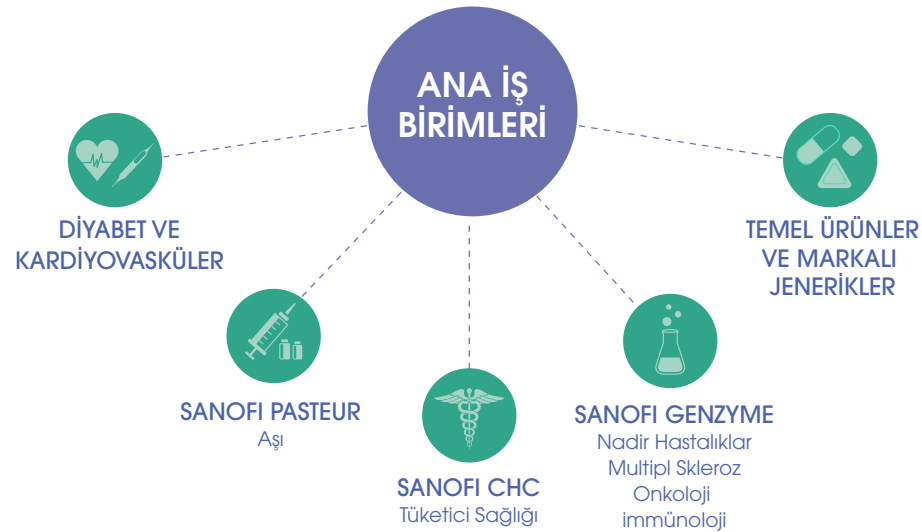 ANA İŞ
BİRİMLERİ
DİYABET VE
KARDİYOVASKÜLER
TEMEL ÜRÜNLER
VE MARKALI
JENERİKLER
SANOFI PASTEUR
Aşı
SANOFI CHC
Tüketici Sağlığı
SANOFI GENZYME
Nadir Hastalıklar
Multipl Skleroz
Onkoloji
immünoloji